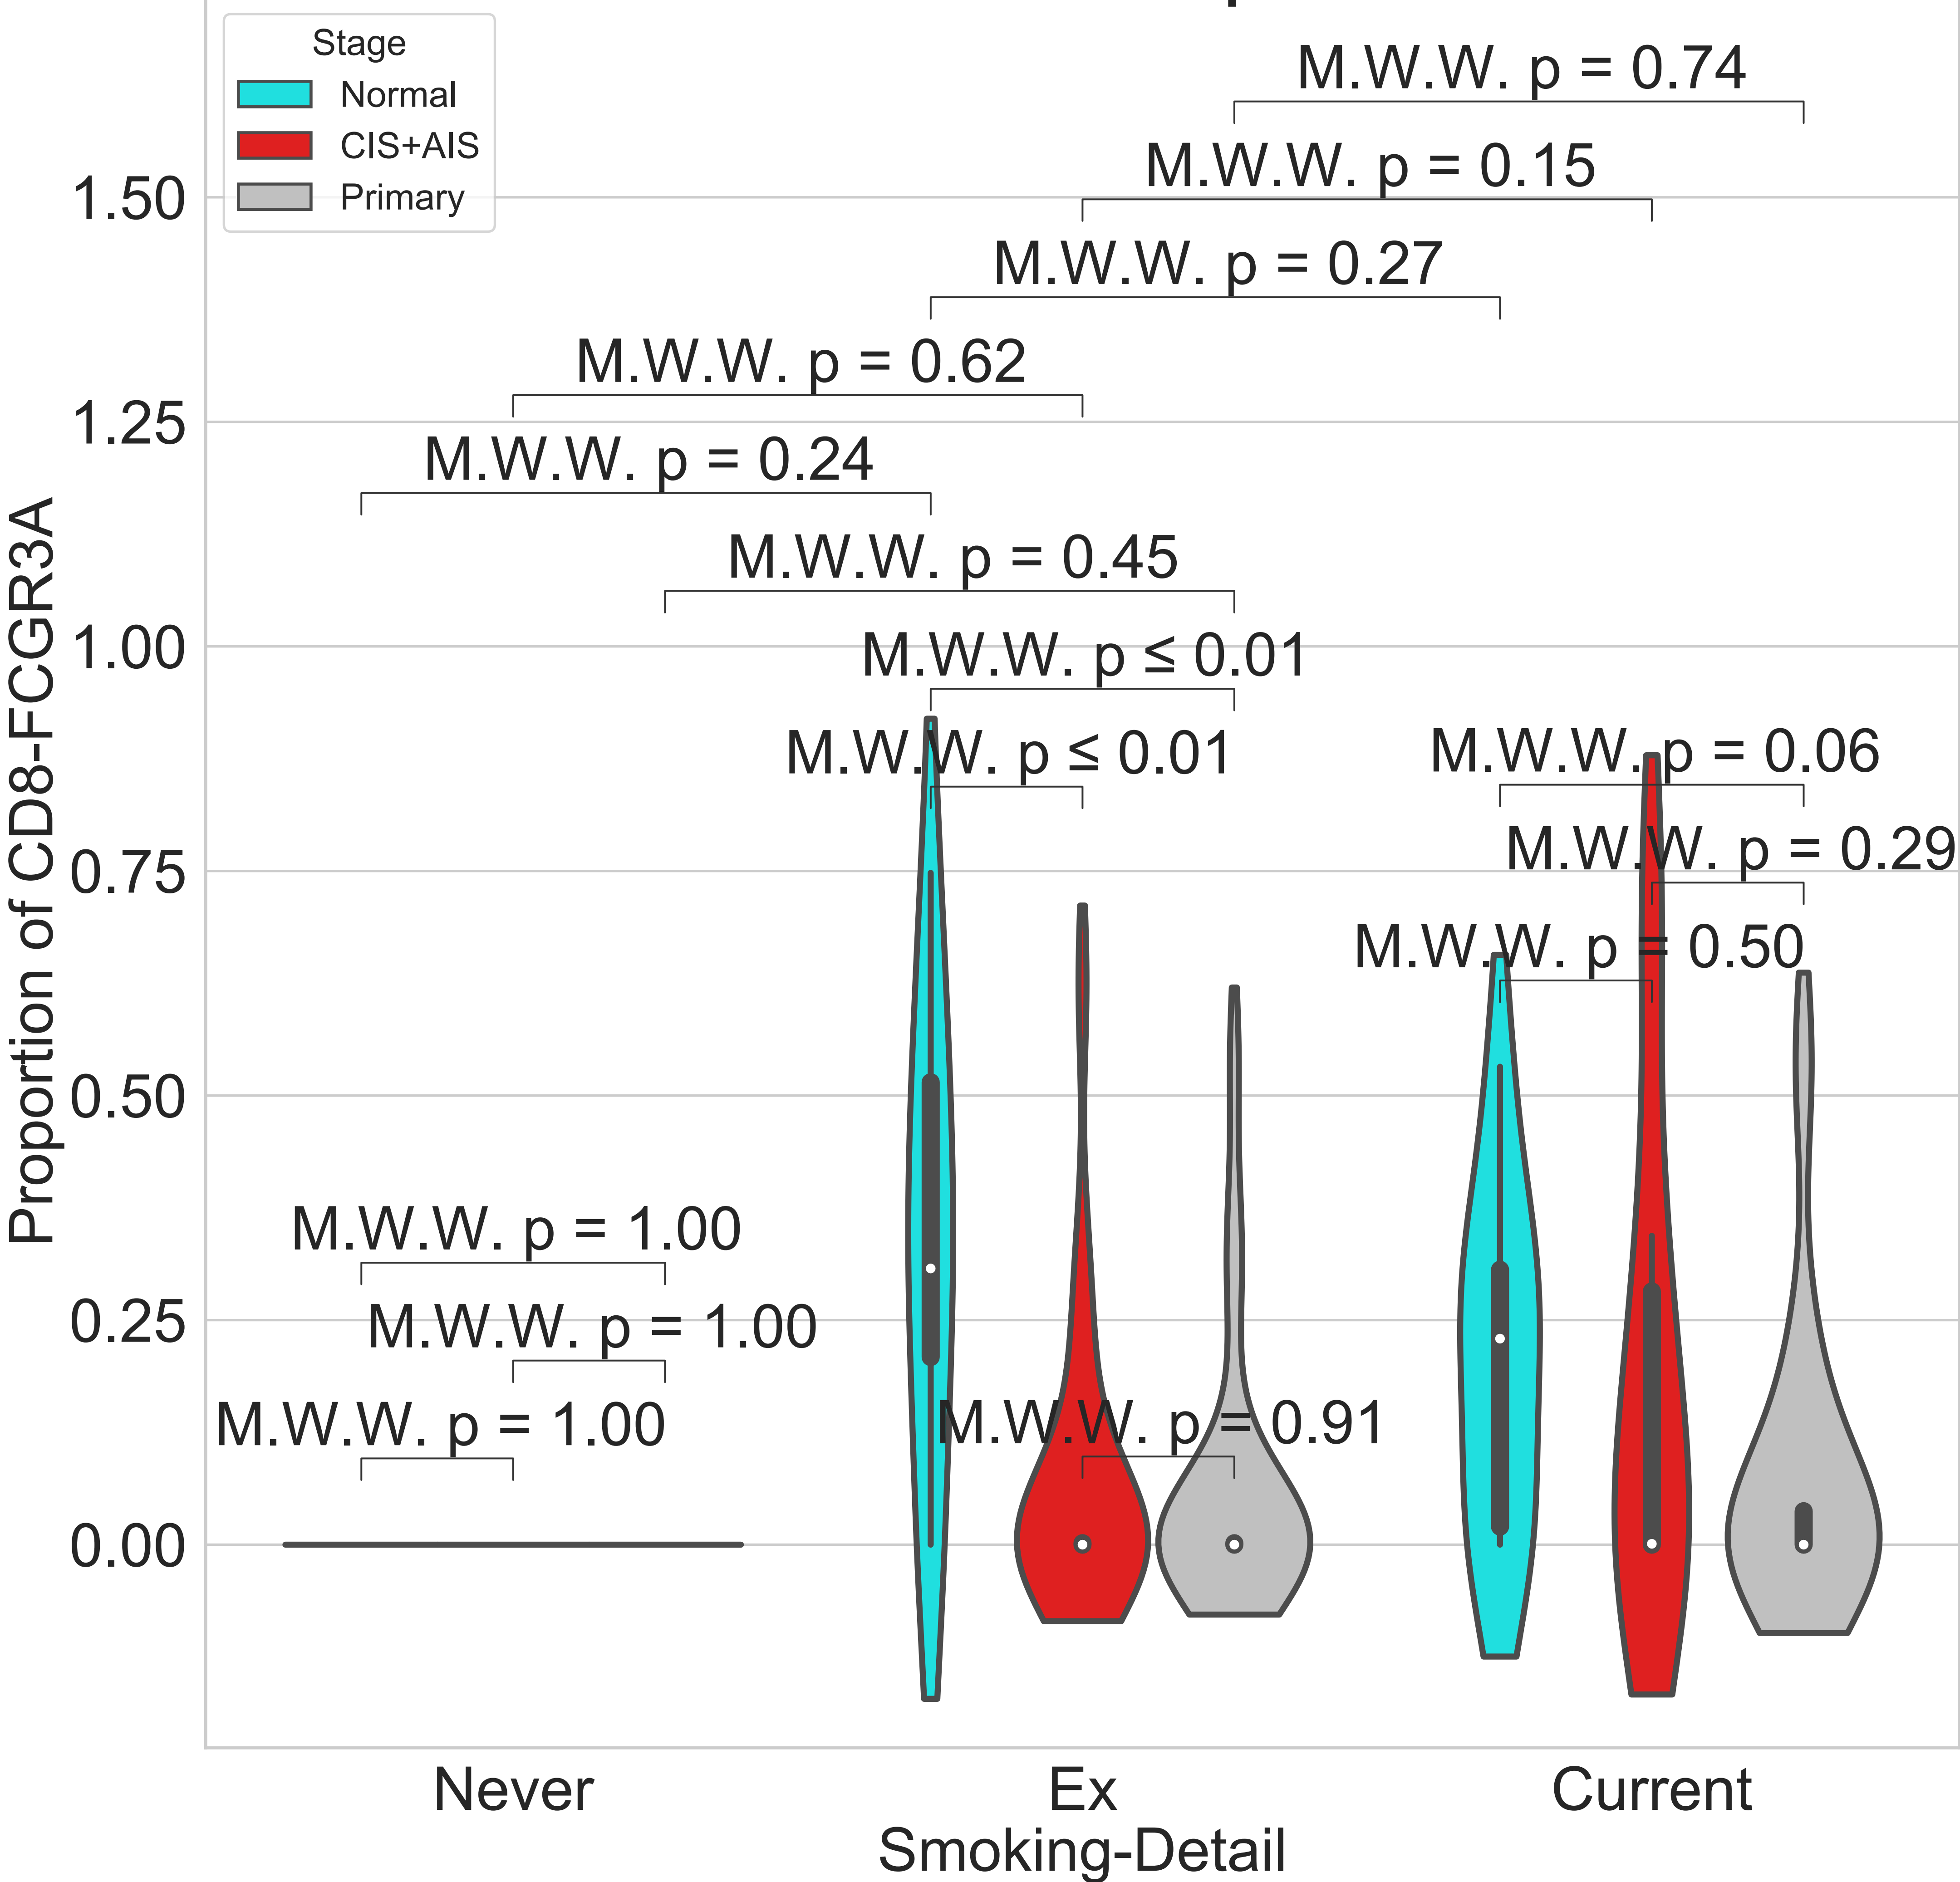 Stage
Normal
CIS+AIS
Primary
M.W.W. p = 0.74
M.W.W. p = 0.15
M.W.W. p = 0.27
M.W.W. p = 0.62
M.W.W. p = 0.24
M.W.W. p = 0.45
M.W.W. p ≤ 0.01
M.W.W. p ≤ 0.01
M.W.W. p = 0.06
M.W.W. p = 0.29
M.W.W. p = 0.50
M.W.W. p = 1.00
M.W.W. p = 1.00
M.W.W. p = 1.00
M.W.W. p = 0.91
Proportion of CD8-FCGR3A
1.50
1.25
1.00
0.75
0.50
0.25
0.00
Never
Ex
Current
Smoking-Detail